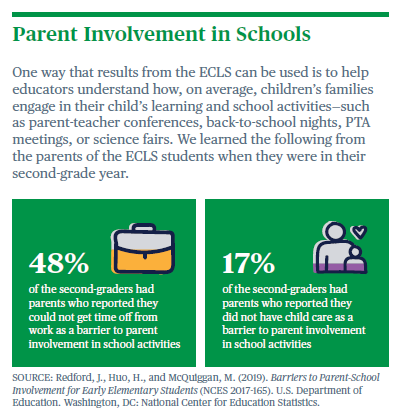 Parent Involvement in Schools
One way that results from the ECLS can be used is to help
educators understand how, on average, children's families
engage in their child's learning and school activities—such
as parent-teacher conferences, back-to-school nights, PTA
meetings, or science fairs. We learned the following from
the parents of the ECLS students when they were in their
second-grade year.
48%
of the second-graders had
parents who reported they
could not get time off from
work as a barrier to parent
involvement in school activities
17%
of the second-graders had
parents who reported they
did not have child care as a
barrier to parent involvement
in school activities
SOURCE: Redford, J., Huo, H., and McQuiggan, M. (2019). Barriers to Parent-School
Involvement for Early Elementary Students (NCES 2017-165). U.S. Department of
Education. Washington, DC: National Center for Education Statistics.